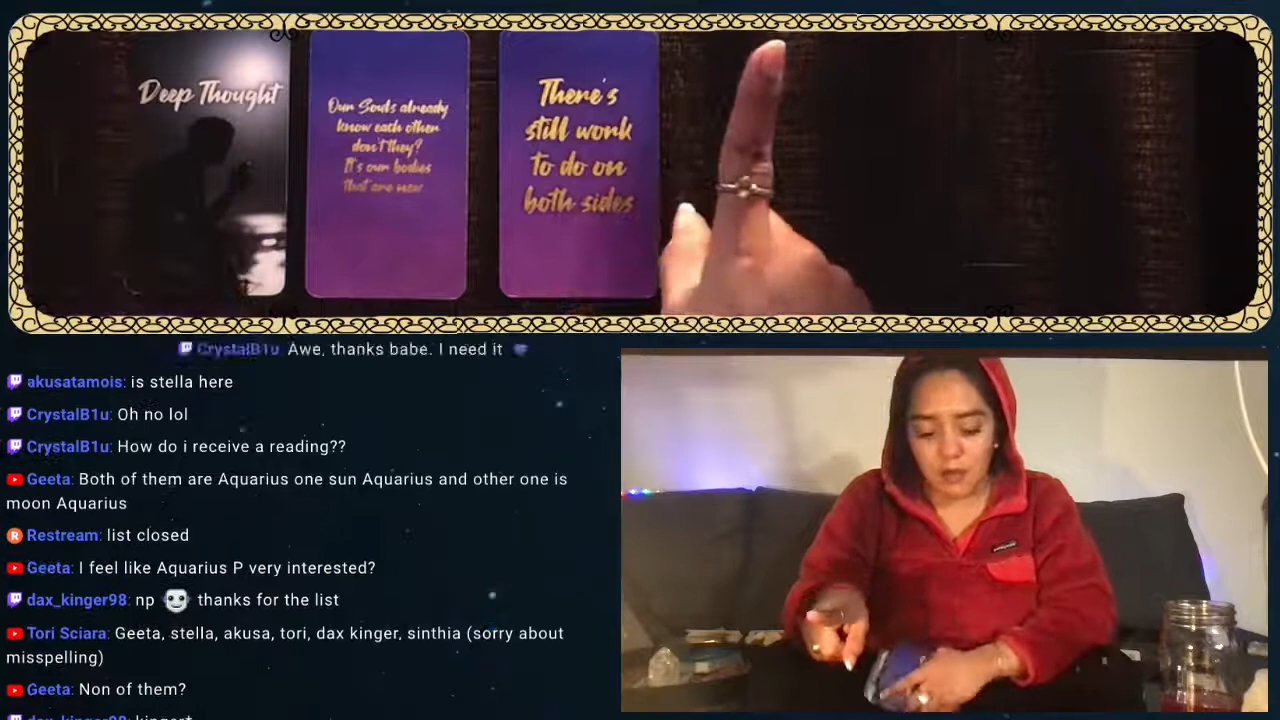 Deep Thought
Our Souls already
know each other
don't they?
It's our bodies
that are new
There's
still work
to do on
both sides
CrystalB1u Awe, thanks babe. I need it
akusatamois: is stella here
CrystalB1u: Oh no lol
CrystalB1u: How do i receive a reading??
Geeta: Both of them are Aquarius one sun Aquarius and other one is
moon Aquarius
Restream: list closed
Geeta: I feel like Aquarius P very interested?
dax_kinger98: np thanks for the list
Tori Sciara: Geeta, stella, akusa, tori, dax kinger, sinthia (sorry about
misspelling)
Geeta: Non of them?
dax_kinger98: kinger*
patagonia